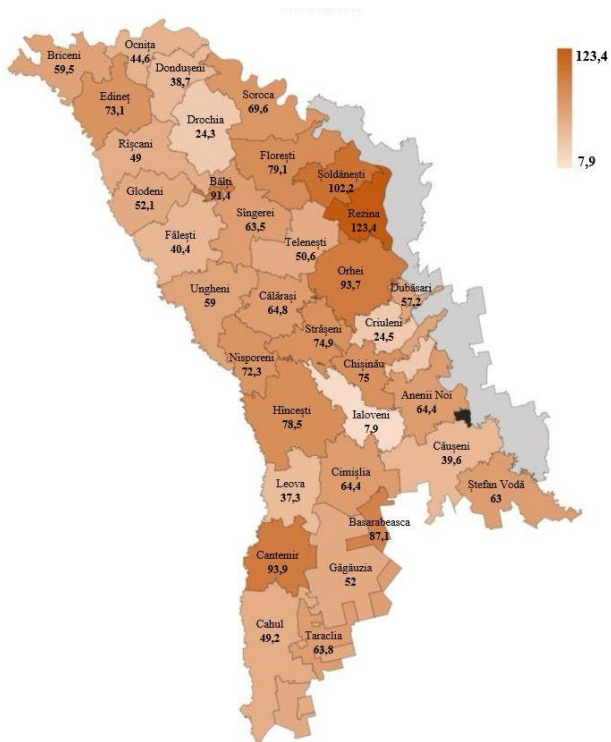 Ocnița
44,6
Briceni
59,5
Dondușeni
38,7
Edineț
73,1
Soroca
69,6
Drochia
24,3
Rîșcani
49
Florești
79,1
Șoldănești
102,2
Bălți
91,4
Glodeni
52,1
Sîngerei
63,5
Rezina
123,4
Fălești
40,4
Telenești
50,6
Orhei
93,7
Ungheni
59
Călărași
64,8
Dubăsari
57,2
Criuleni
24,5
Strășeni
74,9
Nisporeni
72,3
Chișinău
75
Anenii Noi
64,4
Hîncești
78,5
Ialoveni
7,9
Căușeni
39,6
Ștefan Vodă
63
Cimișlia
64,4
Leova
37,3
Basarabeasca
87,1
Cantemir
93,9
Găgăuzia
52
Cahul
49,2
Taraclia
63,8
123,4
7,9